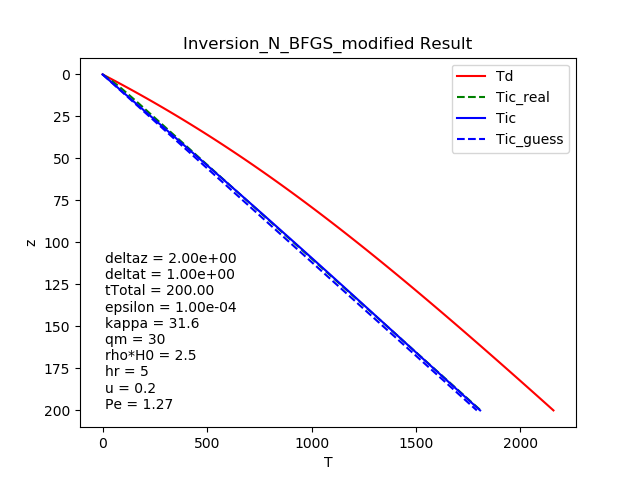 Inversion_N_BFGS_modified Result
Td
Tic_real
Tic
Tic_guess
0
25
50
75
100
125
150
175
200
z
deltaz = 2.00e+00
deltat = 1.00e+00
tTotal = 200.00
epsilon = 1.00e-04
kappa = 31.6
qm = 30
rho*H0 = 2.5
hr = 5
u = 0.2
Pe = 1.27
0 500 1000 1500 2000
T